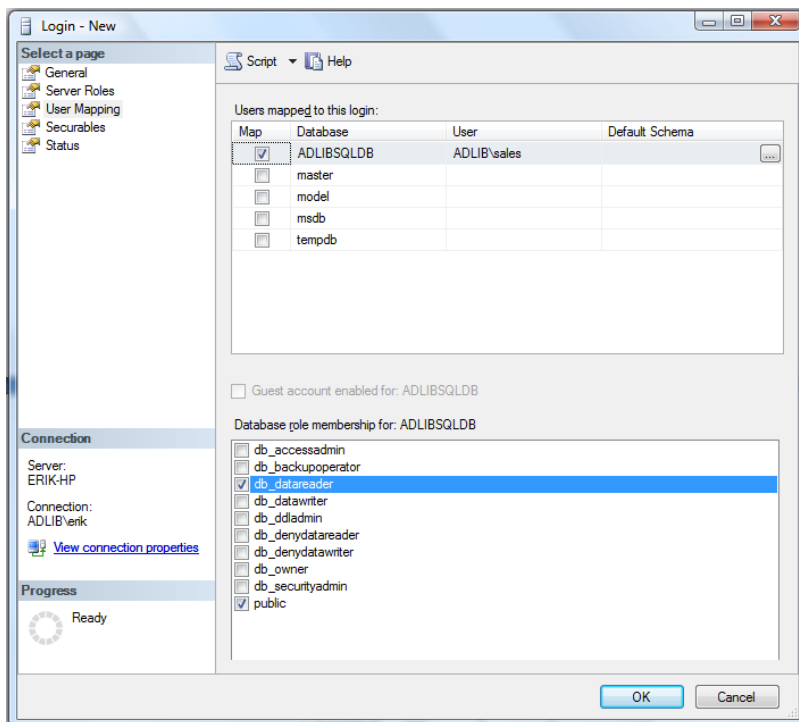 Login - New
Select a page
General
Server Roles
User Mapping
Securables
Status
Script Help
Users mapped to this login:
Map Database User Default Schema
ADLIBSQLDB ADLIB\sales ...
master
model
msdb
tempdb
Guest account enabled for: ADLIBSQLDB
Database role membership for: ADLIBSQLDB
db_accessadmin
db_backupoperator
db_datareader
db_datawriter
db_ddladmin
db_denydatareader
db_denydatawriter
db_owner
db_securityadmin
public
Connection
Server:
ERIK-HP
Connection:
ADLIB\erik
View connection properties
Progress
Ready
OK Cancel